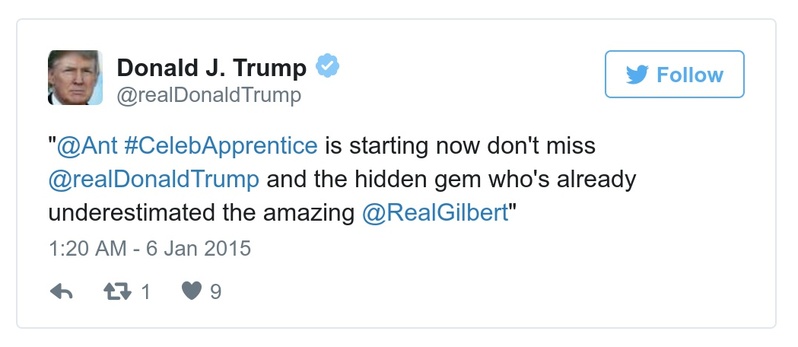 Donald J. Trump
@realDonaldTrump
Follow
"@Ant #CelebApprentice is starting now don't miss
@realDonaldTrump and the hidden gem who's already
underestimated the amazing @RealGilbert"
1:20 AM - 6 Jan 2015
1 9